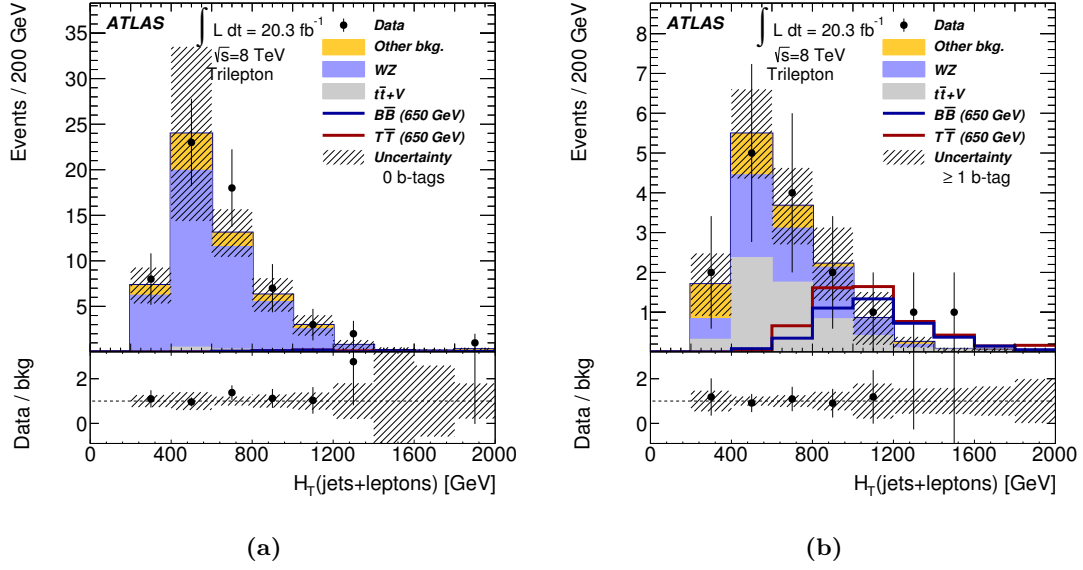 ATLAS
∫ L dt = 20.3 fb⁻¹
√s=8 TeV
Trilepton
Data
Other bkg.
WZ
tt̄+V
BB̄ (650 GeV)
TT̄ (650 GeV)
Uncertainty
0 b-tags
Events / 200 GeV
35
30
25
20
15
10
5
Data / bkg
2
0
0 400 800 1200 1600 2000
H_T(jets+leptons) [GeV]
(a)
ATLAS
∫ L dt = 20.3 fb⁻¹
√s=8 TeV
Trilepton
Data
Other bkg.
WZ
tt̄+V
BB̄ (650 GeV)
TT̄ (650 GeV)
Uncertainty
≥ 1 b-tag
Events / 200 GeV
8
7
6
5
4
3
2
1
Data / bkg
2
0
0 400 800 1200 1600 2000
H_T(jets+leptons) [GeV]
(b)